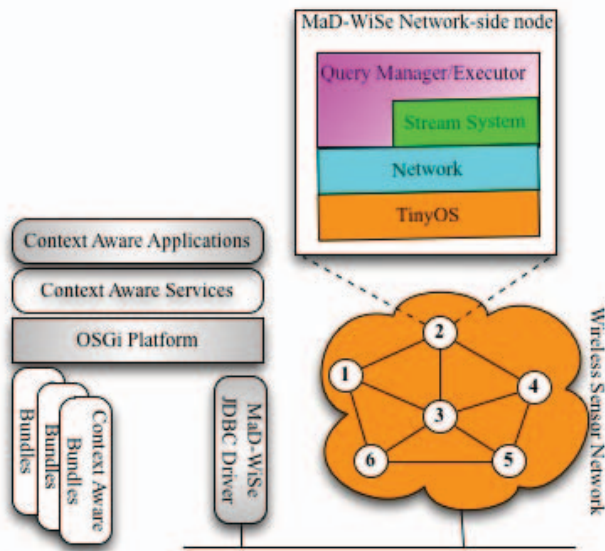 MaD-WiSe Network-side node
Query Manager/Executor
Stream System
Network
TinyOS
Context Aware Applications
Context Aware Services
OSGi Platform
Bundles
Bundles
Context Aware
Bundles
MaD-WiSe
JDBC Driver
1
2
3
4
5
6
Wireless Sensor Network